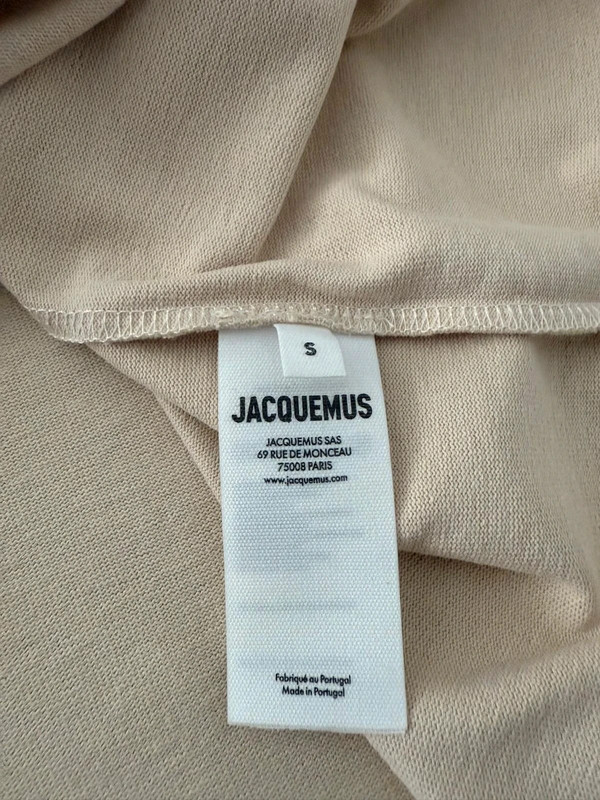 S
JACQUEMUS
JACQUEMUS SAS
69 RUE DE MONCEAU
75008 PARIS
www.jacquemus.com
Fabriqué au Portugal
Made in Portugal